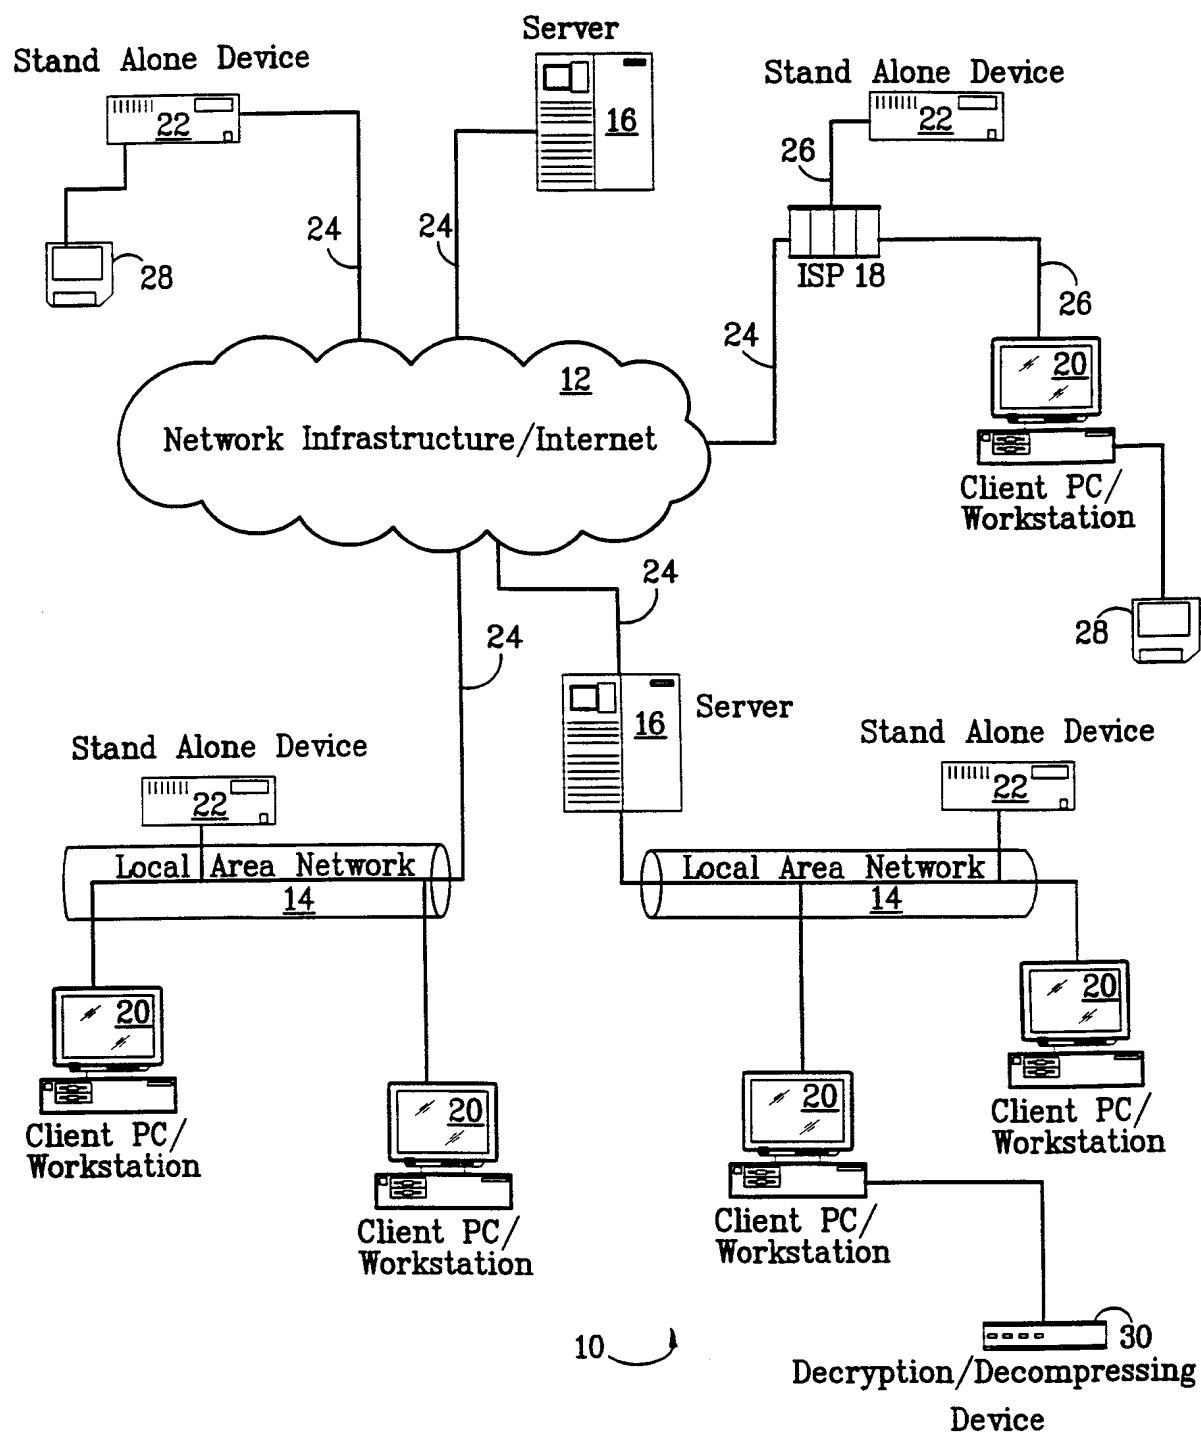 Server
Stand Alone Device
Stand Alone Device
22
16
22
26
24
24
28
ISP 18
26
24
12
20
Network Infrastructure/Internet
Client PC/
Workstation
24
28
24
16
Server
Stand Alone Device
Stand Alone Device
22
22
Local Area Network
14
Local Area Network
14
20
20
Client PC/
Workstation
20
Client PC/
Workstation
20
Client PC/
Workstation
Client PC/
Workstation
10
30
Decryption/Decompressing
Device